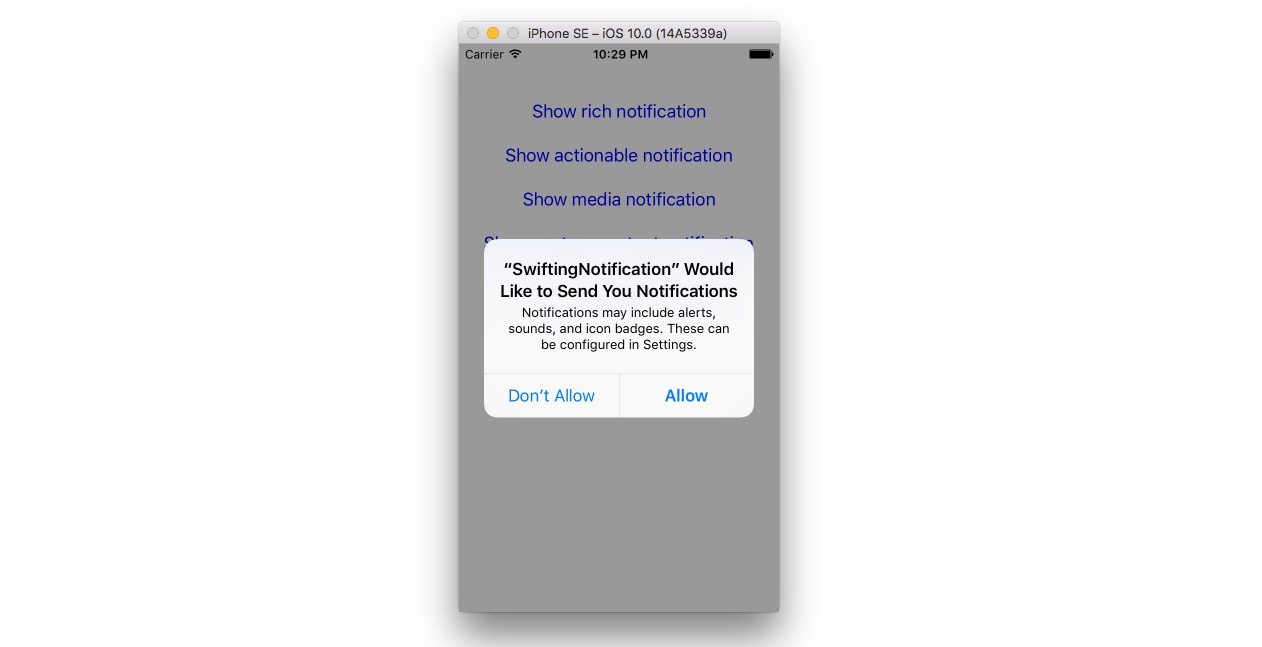 iPhone SE – iOS 10.0 (14A5339a)
Carrier 10:29 PM
Show rich notification
Show actionable notification
Show media notification
“SwiftingNotification” Would
Like to Send You Notifications
Notifications may include alerts,
sounds, and icon badges. These can
be configured in Settings.
Don’t Allow Allow